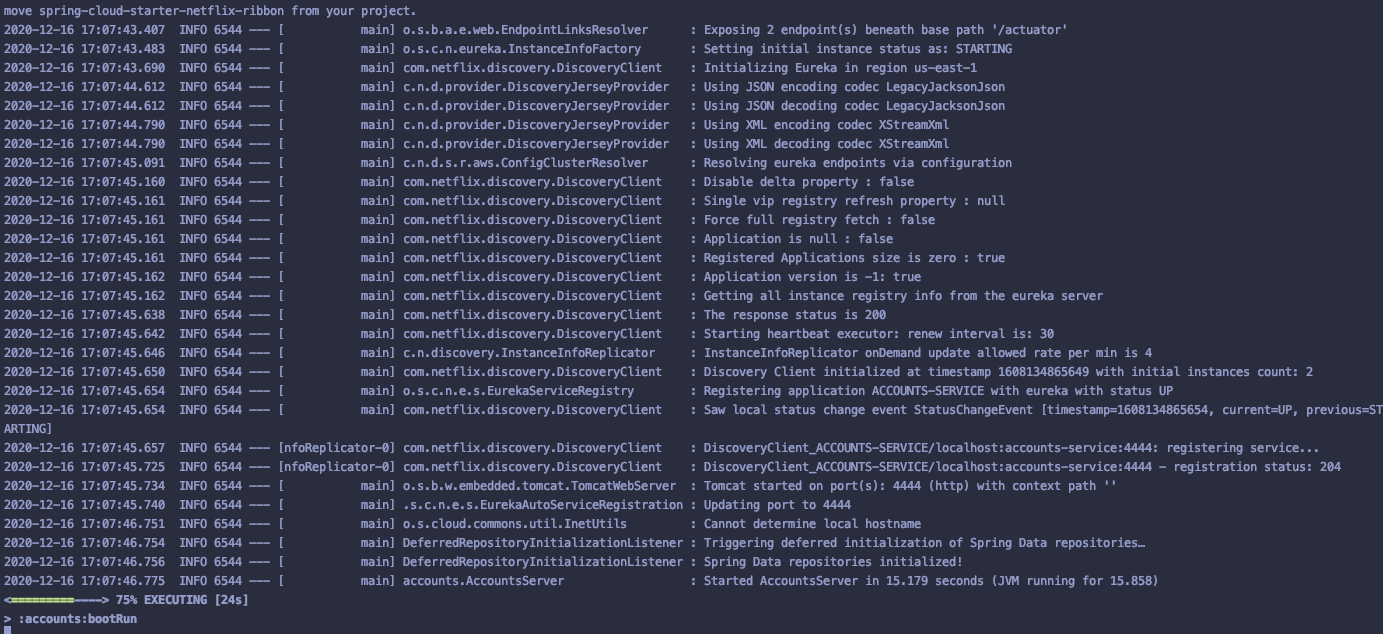 move spring-cloud-starter-netflix-ribbon from your project.
2020-12-16 17:07:43.407  INFO 6544 --- [           main] o.s.b.a.e.web.EndpointLinksResolver      : Exposing 2 endpoint(s) beneath base path '/actuator'
2020-12-16 17:07:43.483  INFO 6544 --- [           main] o.s.c.n.eureka.InstanceInfoFactory       : Setting initial instance status as: STARTING
2020-12-16 17:07:43.690  INFO 6544 --- [           main] com.netflix.discovery.DiscoveryClient    : Initializing Eureka in region us-east-1
2020-12-16 17:07:44.612  INFO 6544 --- [           main] c.n.d.provider.DiscoveryJerseyProvider   : Using JSON encoding codec LegacyJacksonJson
2020-12-16 17:07:44.612  INFO 6544 --- [           main] c.n.d.provider.DiscoveryJerseyProvider   : Using JSON decoding codec LegacyJacksonJson
2020-12-16 17:07:44.790  INFO 6544 --- [           main] c.n.d.provider.DiscoveryJerseyProvider   : Using XML encoding codec XStreamXml
2020-12-16 17:07:44.790  INFO 6544 --- [           main] c.n.d.provider.DiscoveryJerseyProvider   : Using XML decoding codec XStreamXml
2020-12-16 17:07:45.091  INFO 6544 --- [           main] c.n.d.s.r.aws.ConfigClusterResolver      : Resolving eureka endpoints via configuration
2020-12-16 17:07:45.160  INFO 6544 --- [           main] com.netflix.discovery.DiscoveryClient    : Disable delta property : false
2020-12-16 17:07:45.161  INFO 6544 --- [           main] com.netflix.discovery.DiscoveryClient    : Single vip registry refresh property : null
2020-12-16 17:07:45.161  INFO 6544 --- [           main] com.netflix.discovery.DiscoveryClient    : Force full registry fetch : false
2020-12-16 17:07:45.161  INFO 6544 --- [           main] com.netflix.discovery.DiscoveryClient    : Application is null : false
2020-12-16 17:07:45.161  INFO 6544 --- [           main] com.netflix.discovery.DiscoveryClient    : Registered Applications size is zero : true
2020-12-16 17:07:45.162  INFO 6544 --- [           main] com.netflix.discovery.DiscoveryClient    : Application version is -1: true
2020-12-16 17:07:45.162  INFO 6544 --- [           main] com.netflix.discovery.DiscoveryClient    : Getting all instance registry info from the eureka server
2020-12-16 17:07:45.638  INFO 6544 --- [           main] com.netflix.discovery.DiscoveryClient    : The response status is 200
2020-12-16 17:07:45.642  INFO 6544 --- [           main] com.netflix.discovery.DiscoveryClient    : Starting heartbeat executor: renew interval is: 30
2020-12-16 17:07:45.646  INFO 6544 --- [           main] c.n.discovery.InstanceInfoReplicator     : InstanceInfoReplicator onDemand update allowed rate per min is 4
2020-12-16 17:07:45.650  INFO 6544 --- [           main] com.netflix.discovery.DiscoveryClient    : Discovery Client initialized at timestamp 1608134865649 with initial instances count: 2
2020-12-16 17:07:45.654  INFO 6544 --- [           main] o.s.c.n.e.s.EurekaServiceRegistry        : Registering application ACCOUNTS-SERVICE with eureka with status UP
2020-12-16 17:07:45.654  INFO 6544 --- [           main] com.netflix.discovery.DiscoveryClient    : Saw local status change event StatusChangeEvent [timestamp=1608134865654, current=UP, previous=ST
ARTING]
2020-12-16 17:07:45.657  INFO 6544 --- [nfoReplicator-0] com.netflix.discovery.DiscoveryClient    : DiscoveryClient_ACCOUNTS-SERVICE/localhost:accounts-service:4444: registering service...
2020-12-16 17:07:45.725  INFO 6544 --- [nfoReplicator-0] com.netflix.discovery.DiscoveryClient    : DiscoveryClient_ACCOUNTS-SERVICE/localhost:accounts-service:4444 - registration status: 204
2020-12-16 17:07:45.734  INFO 6544 --- [           main] o.s.b.w.embedded.tomcat.TomcatWebServer  : Tomcat started on port(s): 4444 (http) with context path ''
2020-12-16 17:07:45.740  INFO 6544 --- [           main] .s.c.n.e.s.EurekaAutoServiceRegistration : Updating port to 4444
2020-12-16 17:07:46.751  INFO 6544 --- [           main] o.s.cloud.commons.util.InetUtils         : Cannot determine local hostname
2020-12-16 17:07:46.754  INFO 6544 --- [           main] DeferredRepositoryInitializationListener : Triggering deferred initialization of Spring Data repositories…
2020-12-16 17:07:46.756  INFO 6544 --- [           main] DeferredRepositoryInitializationListener : Spring Data repositories initialized!
2020-12-16 17:07:46.775  INFO 6544 --- [           main] accounts.AccountsServer                  : Started AccountsServer in 15.179 seconds (JVM running for 15.858)
<=========----> 75% EXECUTING [24s]
> :accounts:bootRun